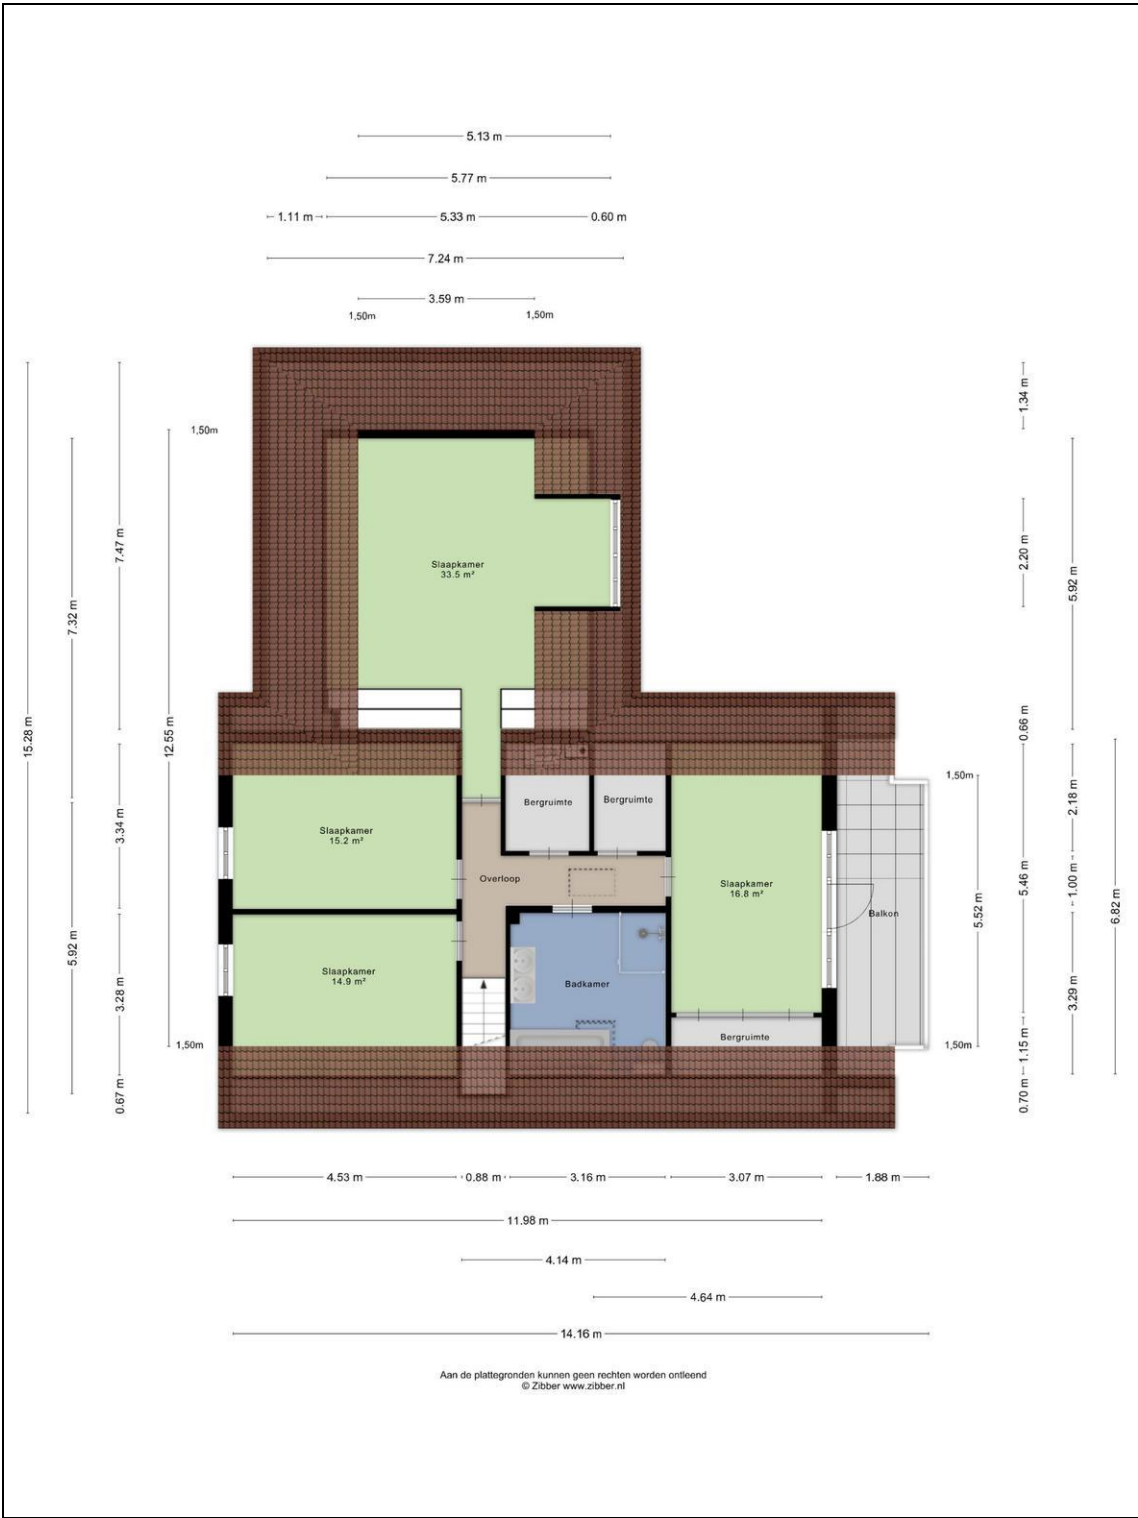 5.13 m
5.77 m
1.11 m 5.33 m 0.60 m
7.24 m
3.59 m
1,50m 1,50m
1.34 m
1,50m
7.47 m
2.20 m
5.92 m
7.32 m
Slaapkamer
33.5 m²
15.28 m
12.55 m
0.66 m
1,50m
Bergruimte
Bergruimte
2.18 m
3.34 m
Slaapkamer
15.2 m²
Overloop
Slaapkamer
16.8 m²
5.46 m
1.00 m
6.82 m
5.52 m
Balkon
5.92 m
3.28 m
Slaapkamer
14.9 m²
Badkamer
3.29 m
Bergruimte
1,50m
1,50m
1.15 m
0.67 m
0.70 m
4.53 m 0.88 m 3.16 m 3.07 m 1.88 m
11.98 m
4.14 m
4.64 m
14.16 m
Aan de plattegronden kunnen geen rechten worden ontleend
© Zibber www.zibber.nl